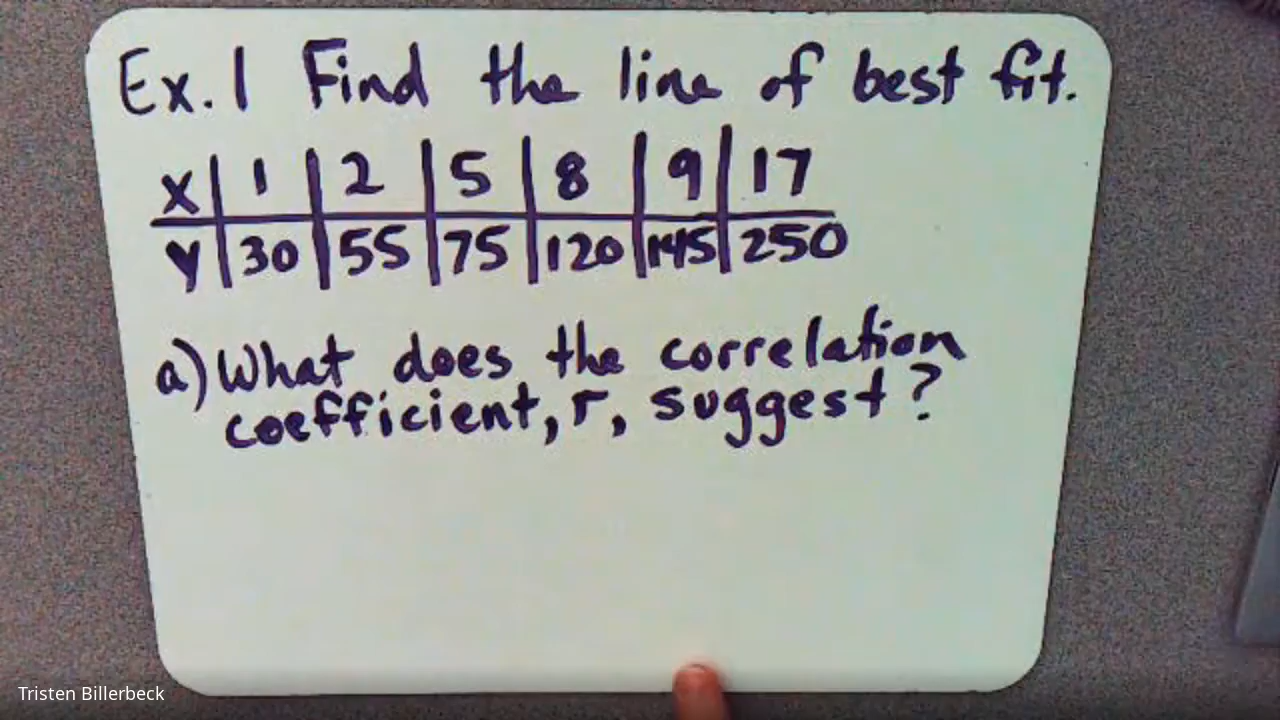 Ex. 1 Find the line of best fit.
x 1 2 5 8 9 17
y 30 55 75 120 145 250
a) What does the correlation
coefficient, r, suggest?
Tristen Billerbeck